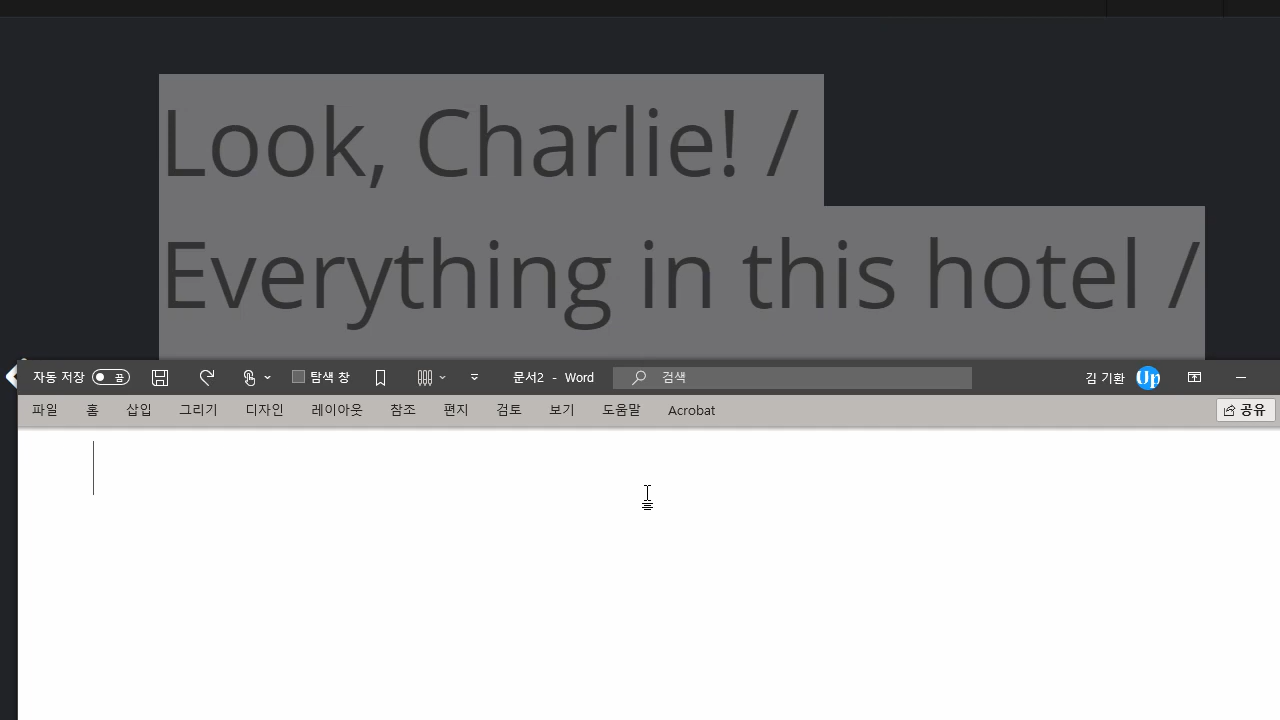 Look, Charlie! /
Everything in this hotel /
자동 저장 끔 탐색 창 문서2 - Word 검색 김 기환 Up
파일 홈 삽입 그리기 디자인 레이아웃 참조 편지 검토 보기 도움말 Acrobat 공유